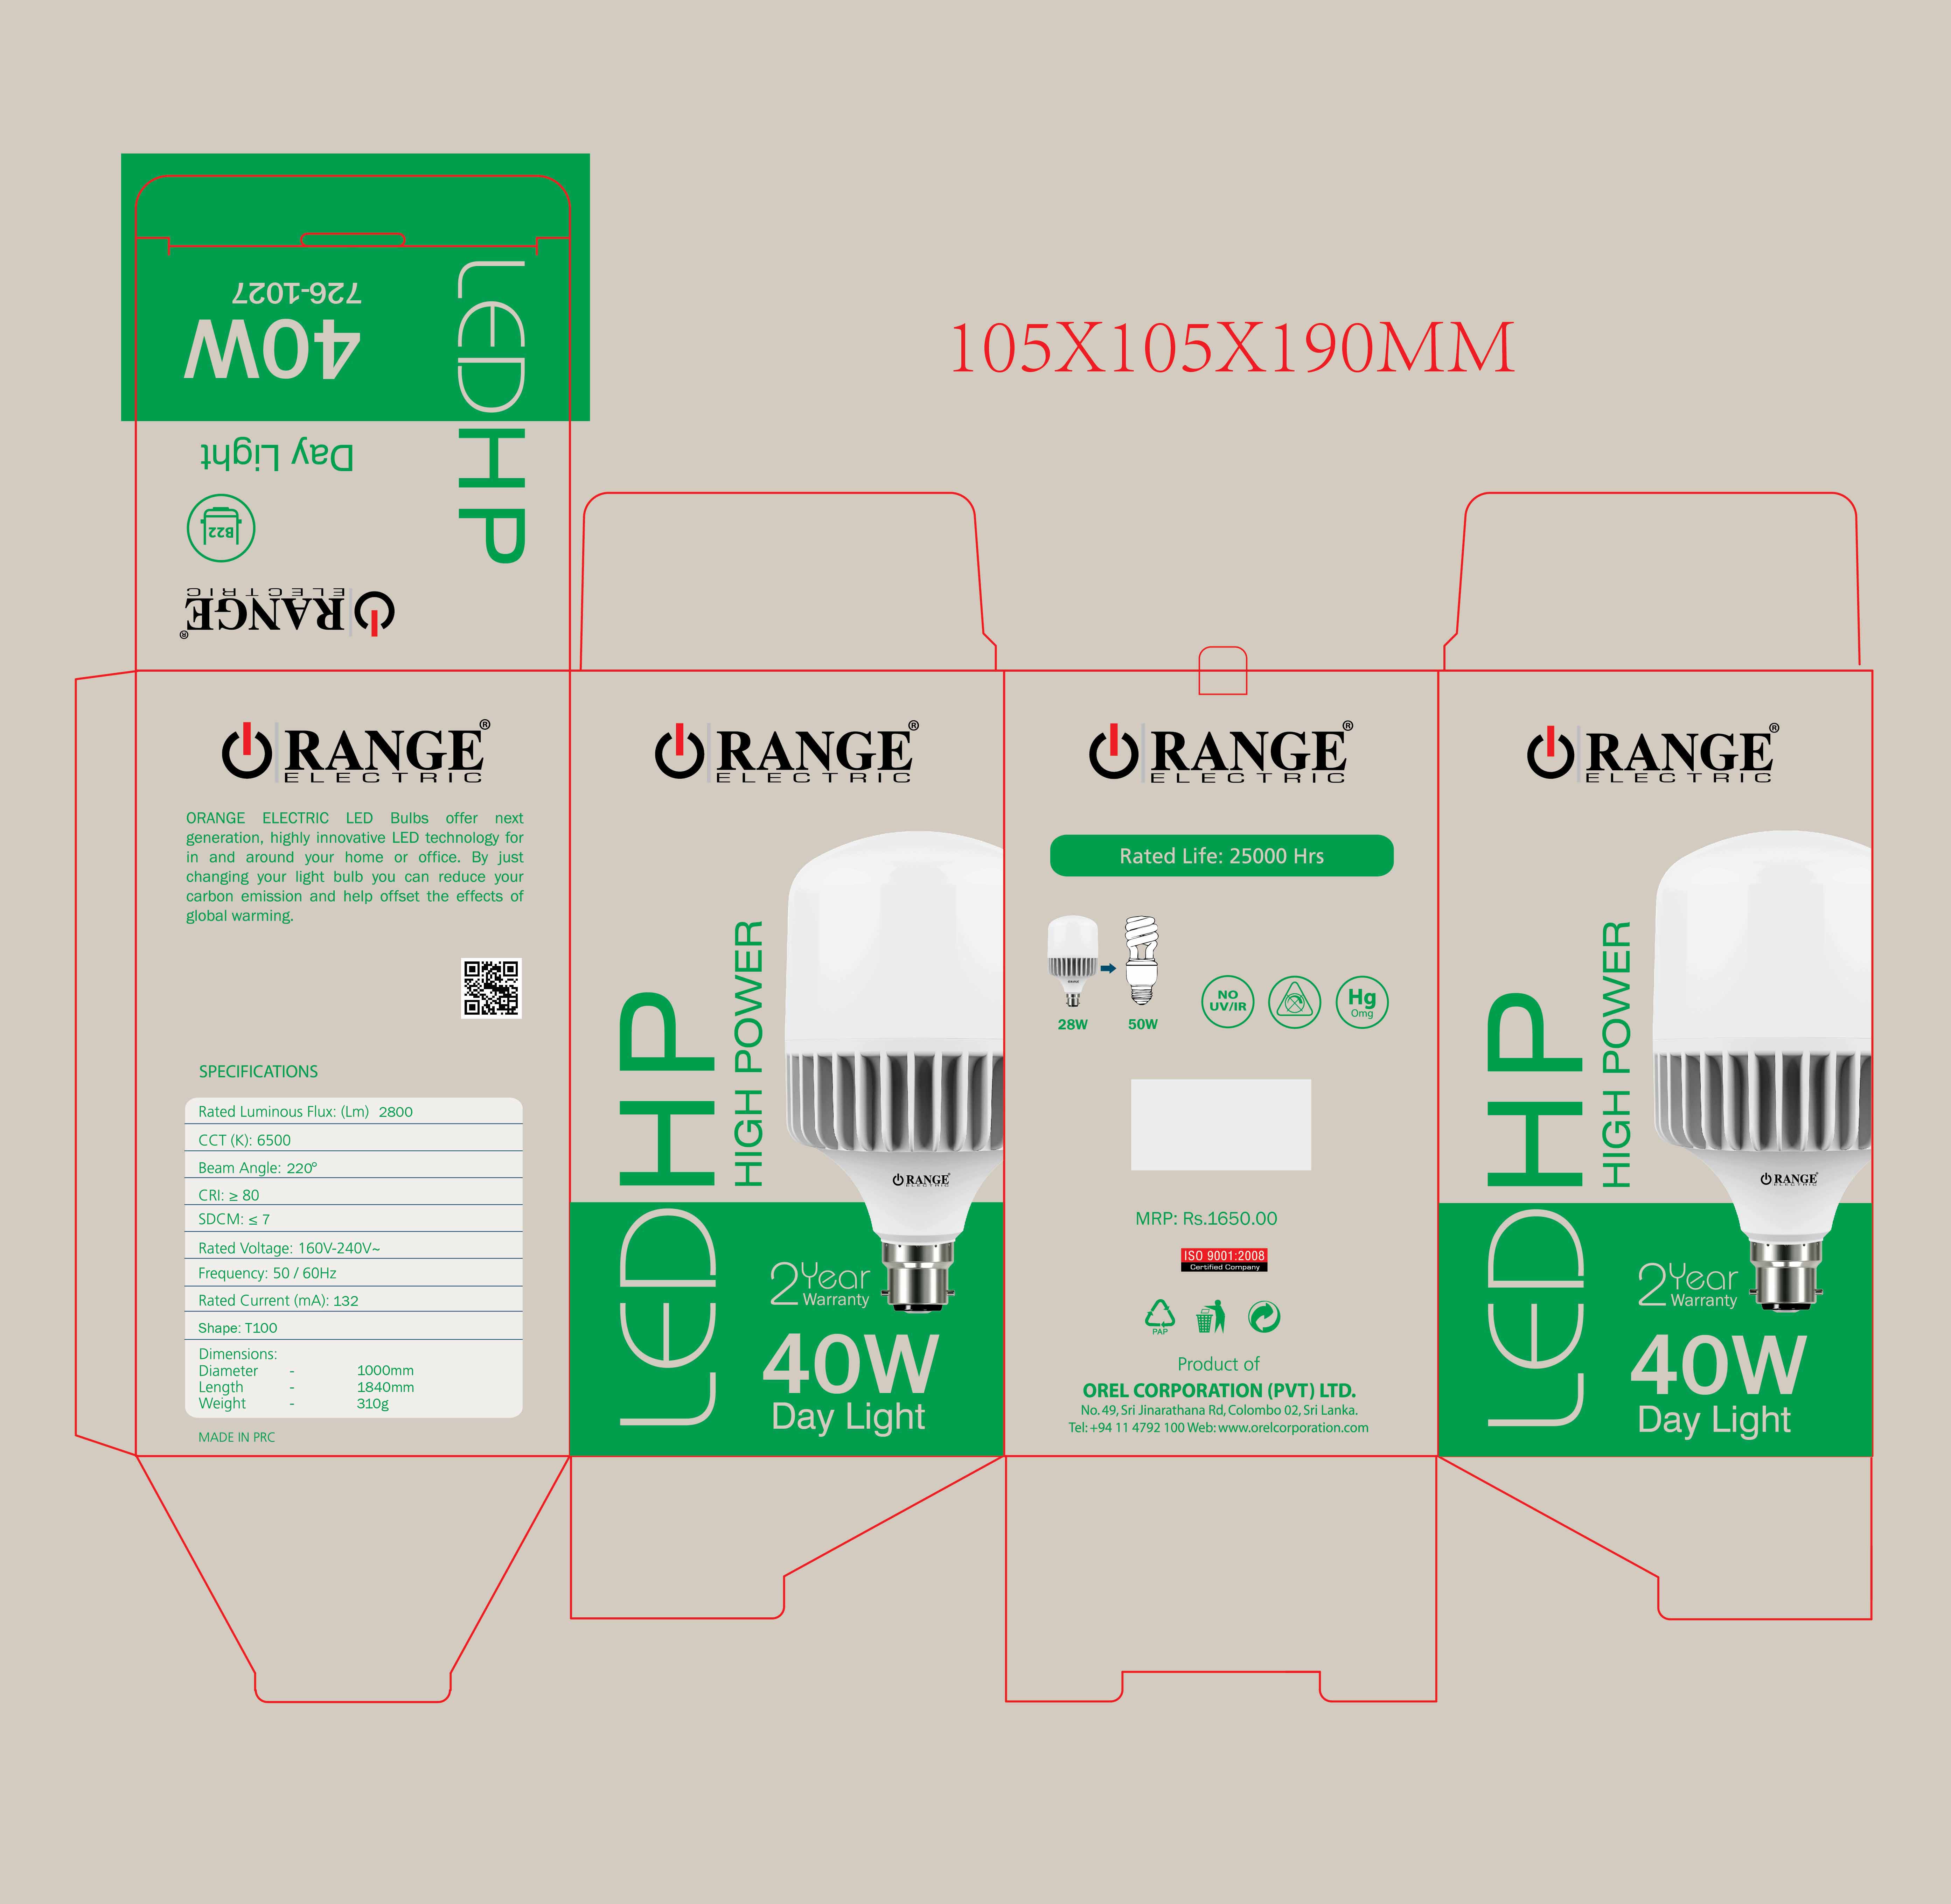 105X105X190MM
726-1027
40W
LED HP
Day Light
B22
ORANGE®
ELECTRIC
ORANGE®
ELECTRIC
ORANGE ELECTRIC LED Bulbs offer next
generation, highly innovative LED technology for
in and around your home or office. By just
changing your light bulb you can reduce your
carbon emission and help offset the effects of
global warming.
SPECIFICATIONS
Rated Luminous Flux: (Lm) 2800
CCT (K): 6500
Beam Angle: 220°
CRI: ≥ 80
SDCM: ≤ 7
Rated Voltage: 160V-240V~
Frequency: 50 / 60Hz
Rated Current (mA): 132
Shape: T100
Dimensions:
Diameter - 1000mm
Length - 1840mm
Weight - 310g
MADE IN PRC
ORANGE®
ELECTRIC
LED HP
HIGH POWER
ORANGE
ELECTRIC
2 Year
Warranty
40W
Day Light
ORANGE®
ELECTRIC
Rated Life: 25000 Hrs
28W
50W
NO
UV/IR
Hg
Omg
MRP: Rs.1650.00
ISO 9001:2008
Certified Company
PAP
Product of
OREL CORPORATION (PVT) LTD.
No. 49, Sri Jinarathana Rd, Colombo 02, Sri Lanka.
Tel: +94 11 4792 100 Web: www.orelcorporation.com
ORANGE®
ELECTRIC
LED HP
HIGH POWER
ORANGE
ELECTRIC
2 Year
Warranty
40W
Day Light